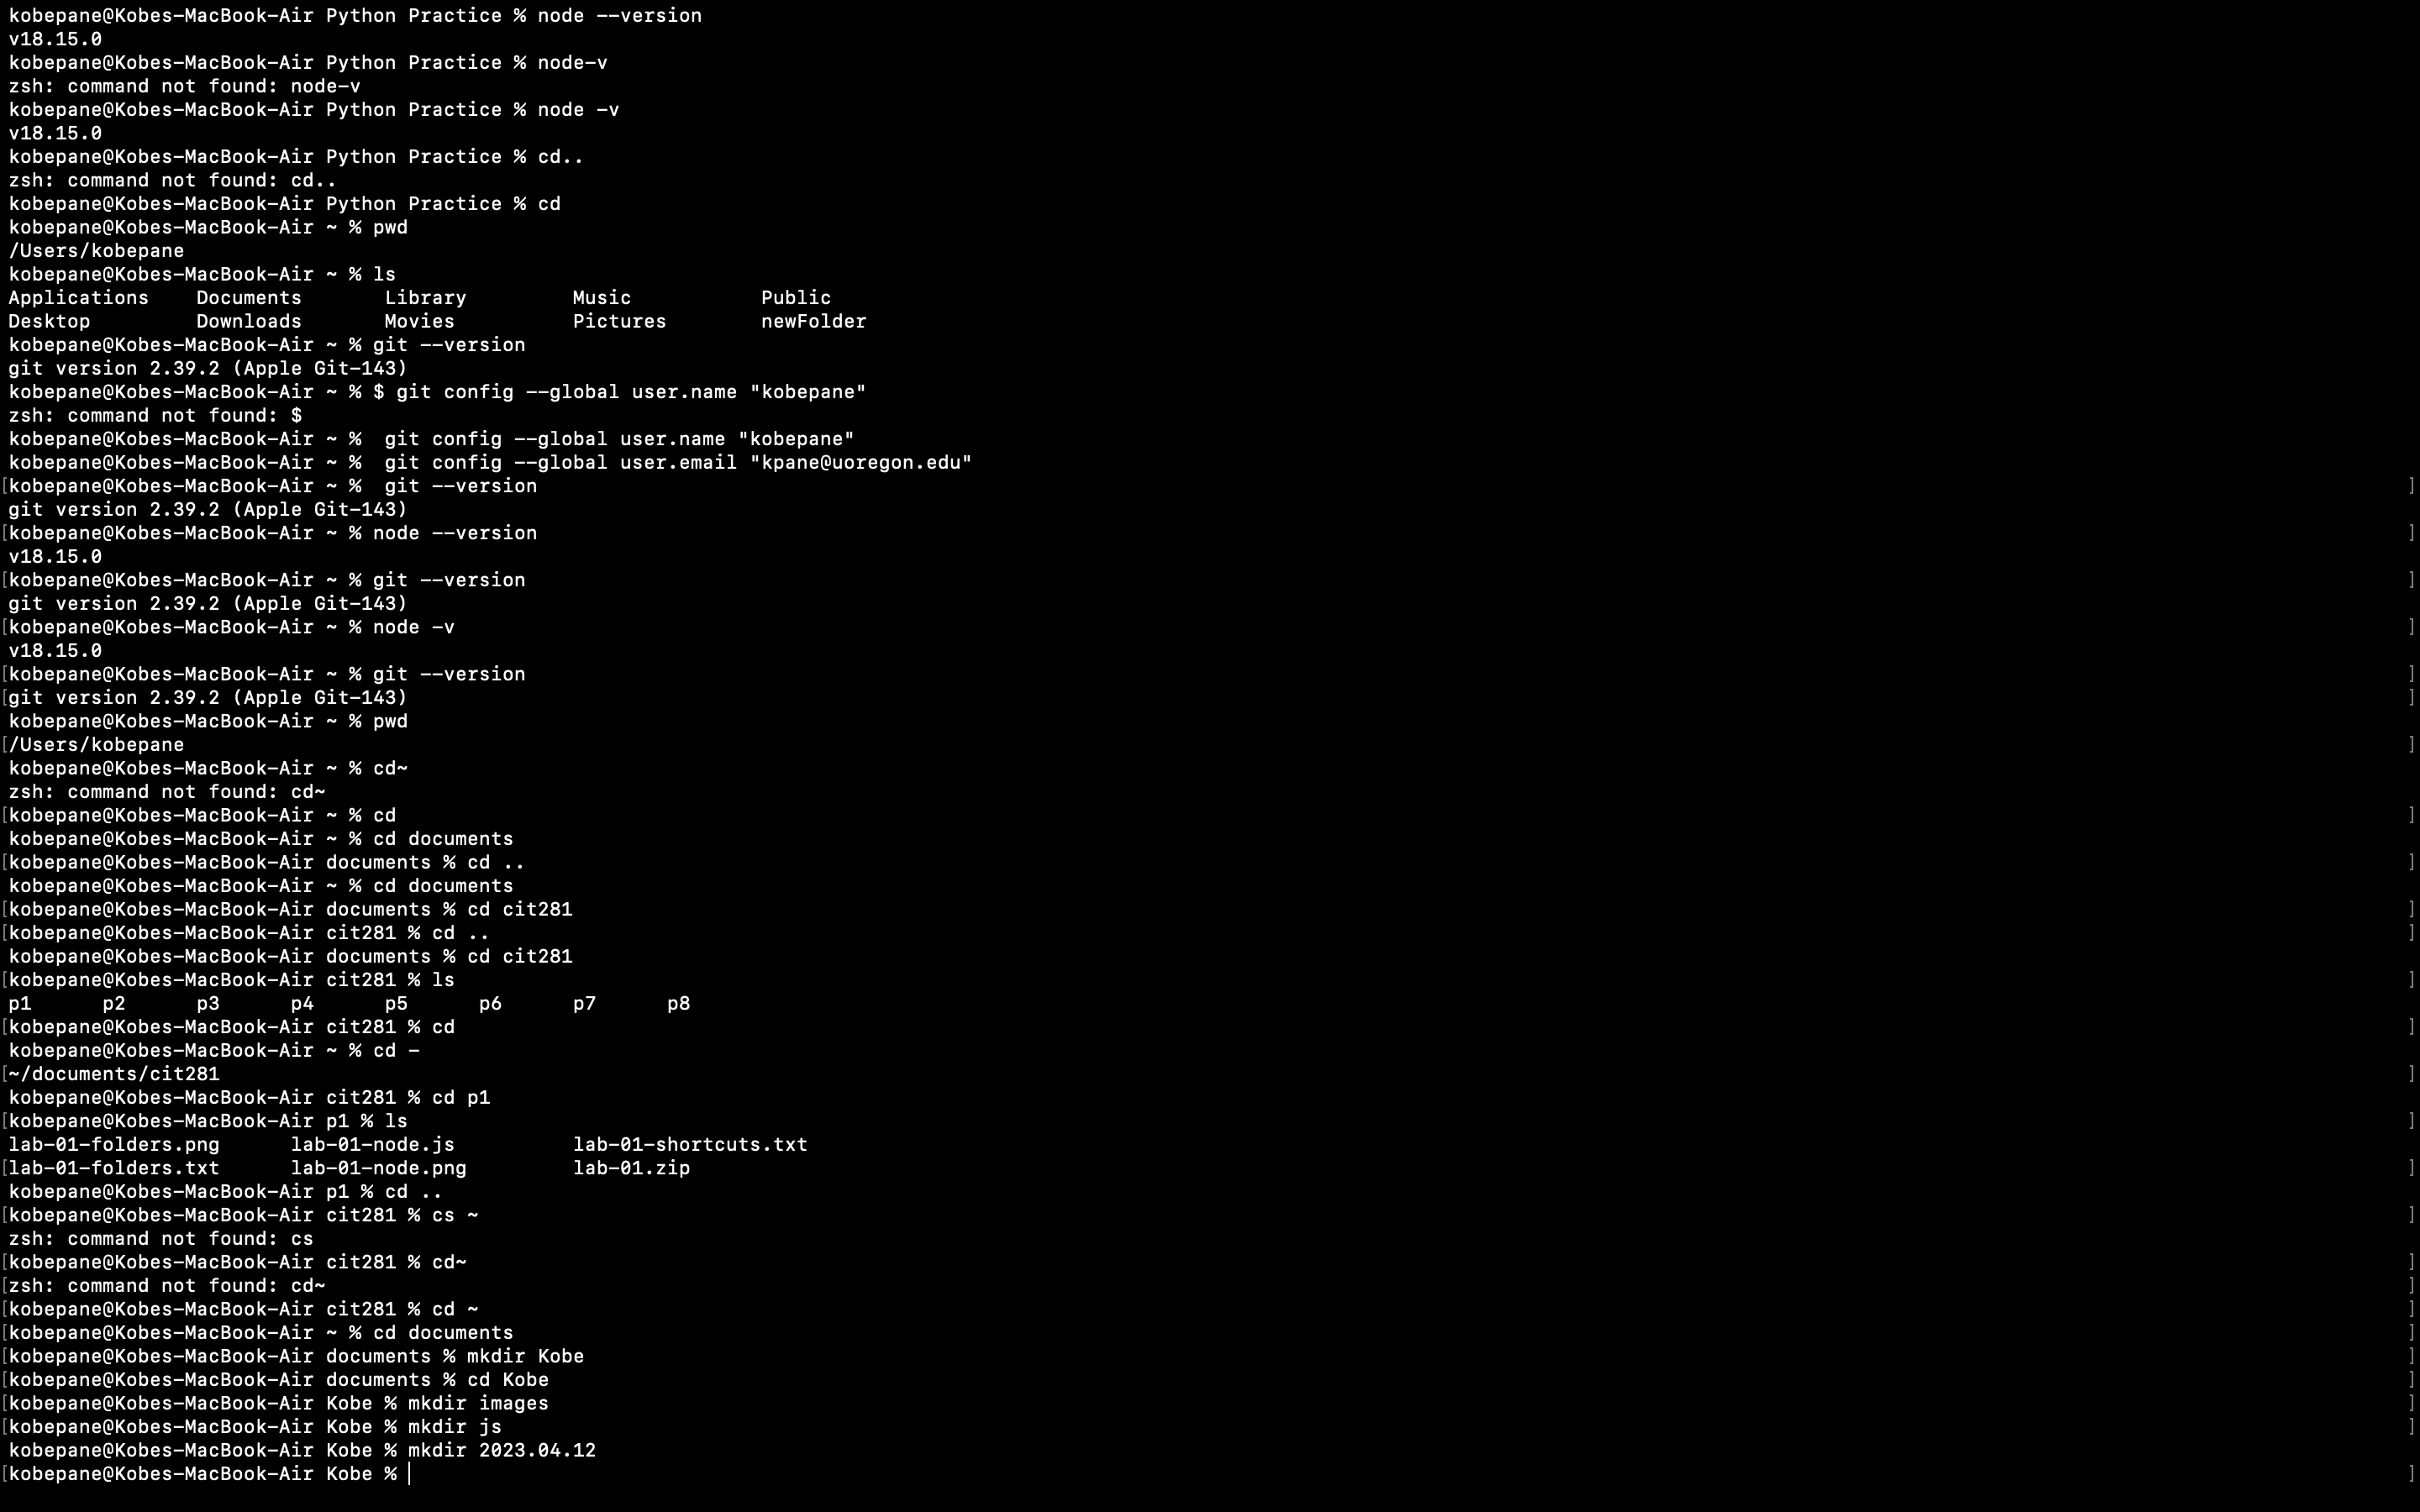 kobepane@Kobes-MacBook-Air Python Practice % node --version
v18.15.0
kobepane@Kobes-MacBook-Air Python Practice % node-v
zsh: command not found: node-v
kobepane@Kobes-MacBook-Air Python Practice % node -v
v18.15.0
kobepane@Kobes-MacBook-Air Python Practice % cd..
zsh: command not found: cd..
kobepane@Kobes-MacBook-Air Python Practice % cd
kobepane@Kobes-MacBook-Air ~ % pwd
/Users/kobepane
kobepane@Kobes-MacBook-Air ~ % ls
Applications    Documents       Library         Music           Public
Desktop         Downloads       Movies          Pictures        newFolder
kobepane@Kobes-MacBook-Air ~ % git --version
git version 2.39.2 (Apple Git-143)
kobepane@Kobes-MacBook-Air ~ % $ git config --global user.name "kobepane"
zsh: command not found: $
kobepane@Kobes-MacBook-Air ~ %  git config --global user.name "kobepane"
kobepane@Kobes-MacBook-Air ~ %  git config --global user.email "kpane@uoregon.edu"
[kobepane@Kobes-MacBook-Air ~ %  git --version ]
git version 2.39.2 (Apple Git-143)
[kobepane@Kobes-MacBook-Air ~ % node --version ]
v18.15.0
[kobepane@Kobes-MacBook-Air ~ % git --version ]
git version 2.39.2 (Apple Git-143)
[kobepane@Kobes-MacBook-Air ~ % node -v ]
v18.15.0
[kobepane@Kobes-MacBook-Air ~ % git --version ]
[git version 2.39.2 (Apple Git-143) ]
kobepane@Kobes-MacBook-Air ~ % pwd
[/Users/kobepane ]
kobepane@Kobes-MacBook-Air ~ % cd~
zsh: command not found: cd~
[kobepane@Kobes-MacBook-Air ~ % cd ]
kobepane@Kobes-MacBook-Air ~ % cd documents
[kobepane@Kobes-MacBook-Air documents % cd .. ]
kobepane@Kobes-MacBook-Air ~ % cd documents
[kobepane@Kobes-MacBook-Air documents % cd cit281 ]
[kobepane@Kobes-MacBook-Air cit281 % cd .. ]
kobepane@Kobes-MacBook-Air documents % cd cit281
[kobepane@Kobes-MacBook-Air cit281 % ls ]
p1      p2      p3      p4      p5      p6      p7      p8
[kobepane@Kobes-MacBook-Air cit281 % cd ]
kobepane@Kobes-MacBook-Air ~ % cd -
[~/documents/cit281 ]
kobepane@Kobes-MacBook-Air cit281 % cd p1
[kobepane@Kobes-MacBook-Air p1 % ls ]
lab-01-folders.png      lab-01-node.js          lab-01-shortcuts.txt
[lab-01-folders.txt      lab-01-node.png         lab-01.zip ]
kobepane@Kobes-MacBook-Air p1 % cd ..
[kobepane@Kobes-MacBook-Air cit281 % cs ~ ]
zsh: command not found: cs
[kobepane@Kobes-MacBook-Air cit281 % cd~ ]
[zsh: command not found: cd~ ]
[kobepane@Kobes-MacBook-Air cit281 % cd ~ ]
[kobepane@Kobes-MacBook-Air ~ % cd documents ]
[kobepane@Kobes-MacBook-Air documents % mkdir Kobe ]
[kobepane@Kobes-MacBook-Air documents % cd Kobe ]
[kobepane@Kobes-MacBook-Air Kobe % mkdir images ]
[kobepane@Kobes-MacBook-Air Kobe % mkdir js ]
kobepane@Kobes-MacBook-Air Kobe % mkdir 2023.04.12
[kobepane@Kobes-MacBook-Air Kobe % ]